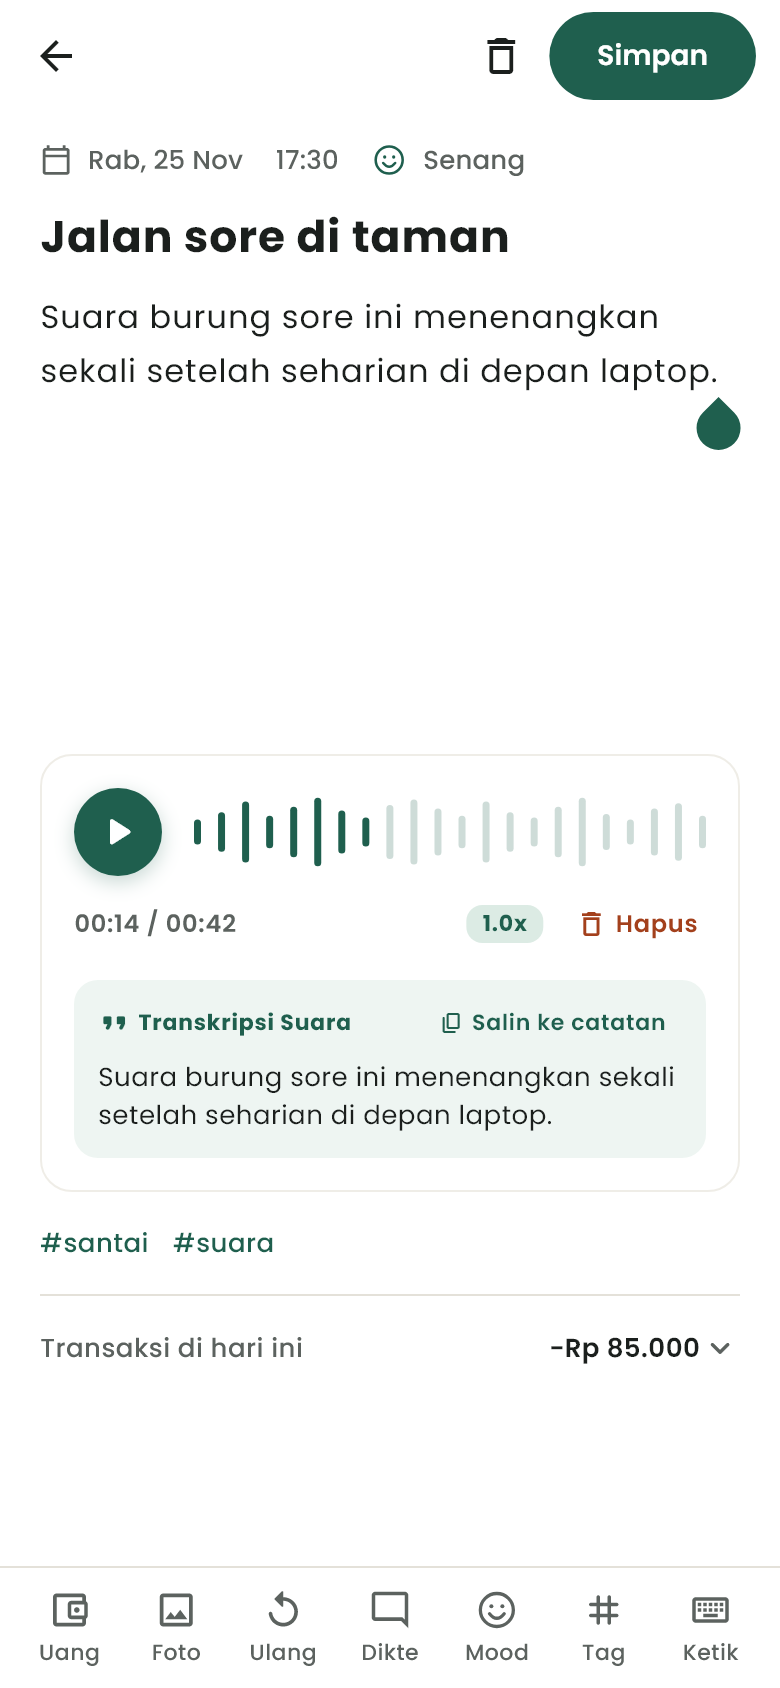 Simpan
Rab, 25 Nov 17:30 Senang
Jalan sore di taman
Suara burung sore ini menenangkan
sekali setelah seharian di depan laptop.
00:14 / 00:42 1.0x Hapus
Transkripsi Suara Salin ke catatan
Suara burung sore ini menenangkan sekali
setelah seharian di depan laptop.
#santai #suara
Transaksi di hari ini -Rp 85.000
Uang Foto Ulang Dikte Mood Tag Ketik